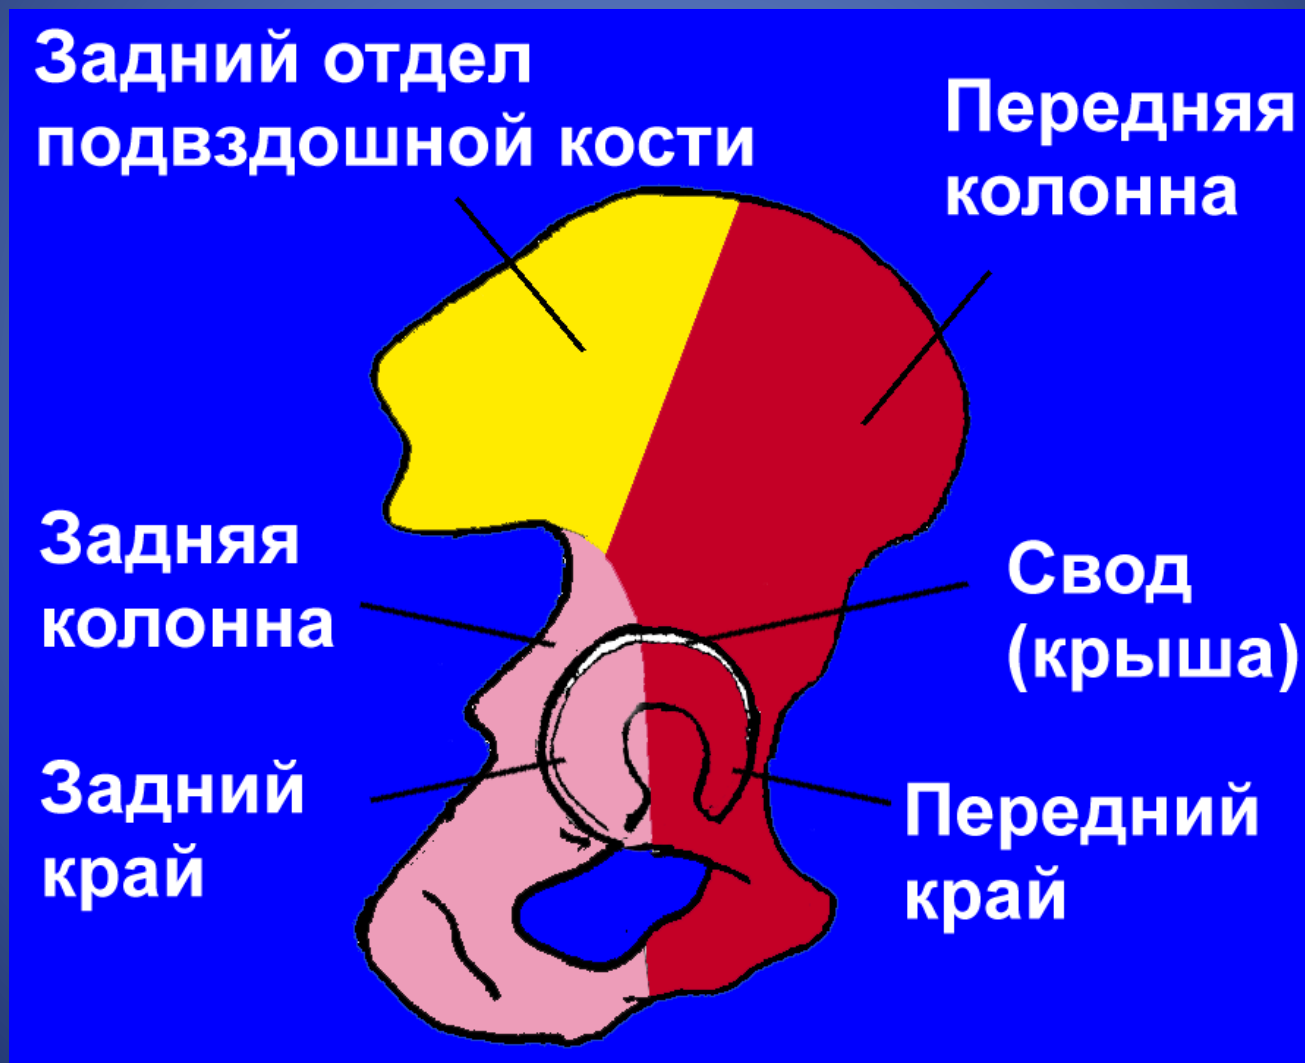 Задний отдел
подвздошной кости
Передняя
колонна
Задняя
колонна
Свод
(крыша)
Задний
край
Передний
край